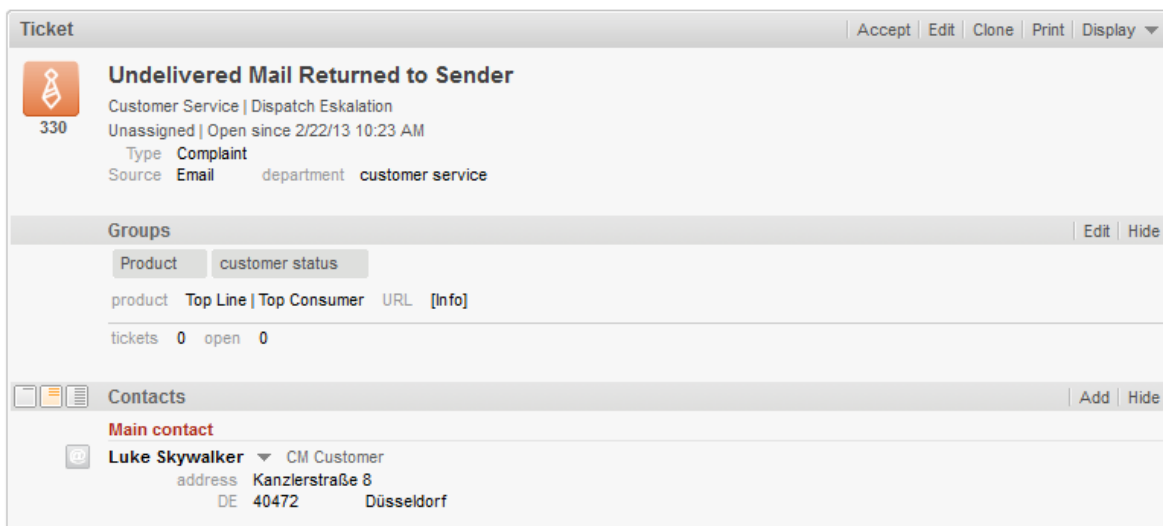 Ticket Accept Edit Clone Print Display
Undelivered Mail Returned to Sender
330
Customer Service | Dispatch Eskalation
Unassigned | Open since 2/22/13 10:23 AM
Type Complaint
Source Email department customer service
Groups Edit Hide
Product customer status
product Top Line | Top Consumer URL [Info]
tickets 0 open 0
Contacts Add Hide
Main contact
@ Luke Skywalker CM Customer
address Kanzlerstraße 8
DE 40472 Düsseldorf